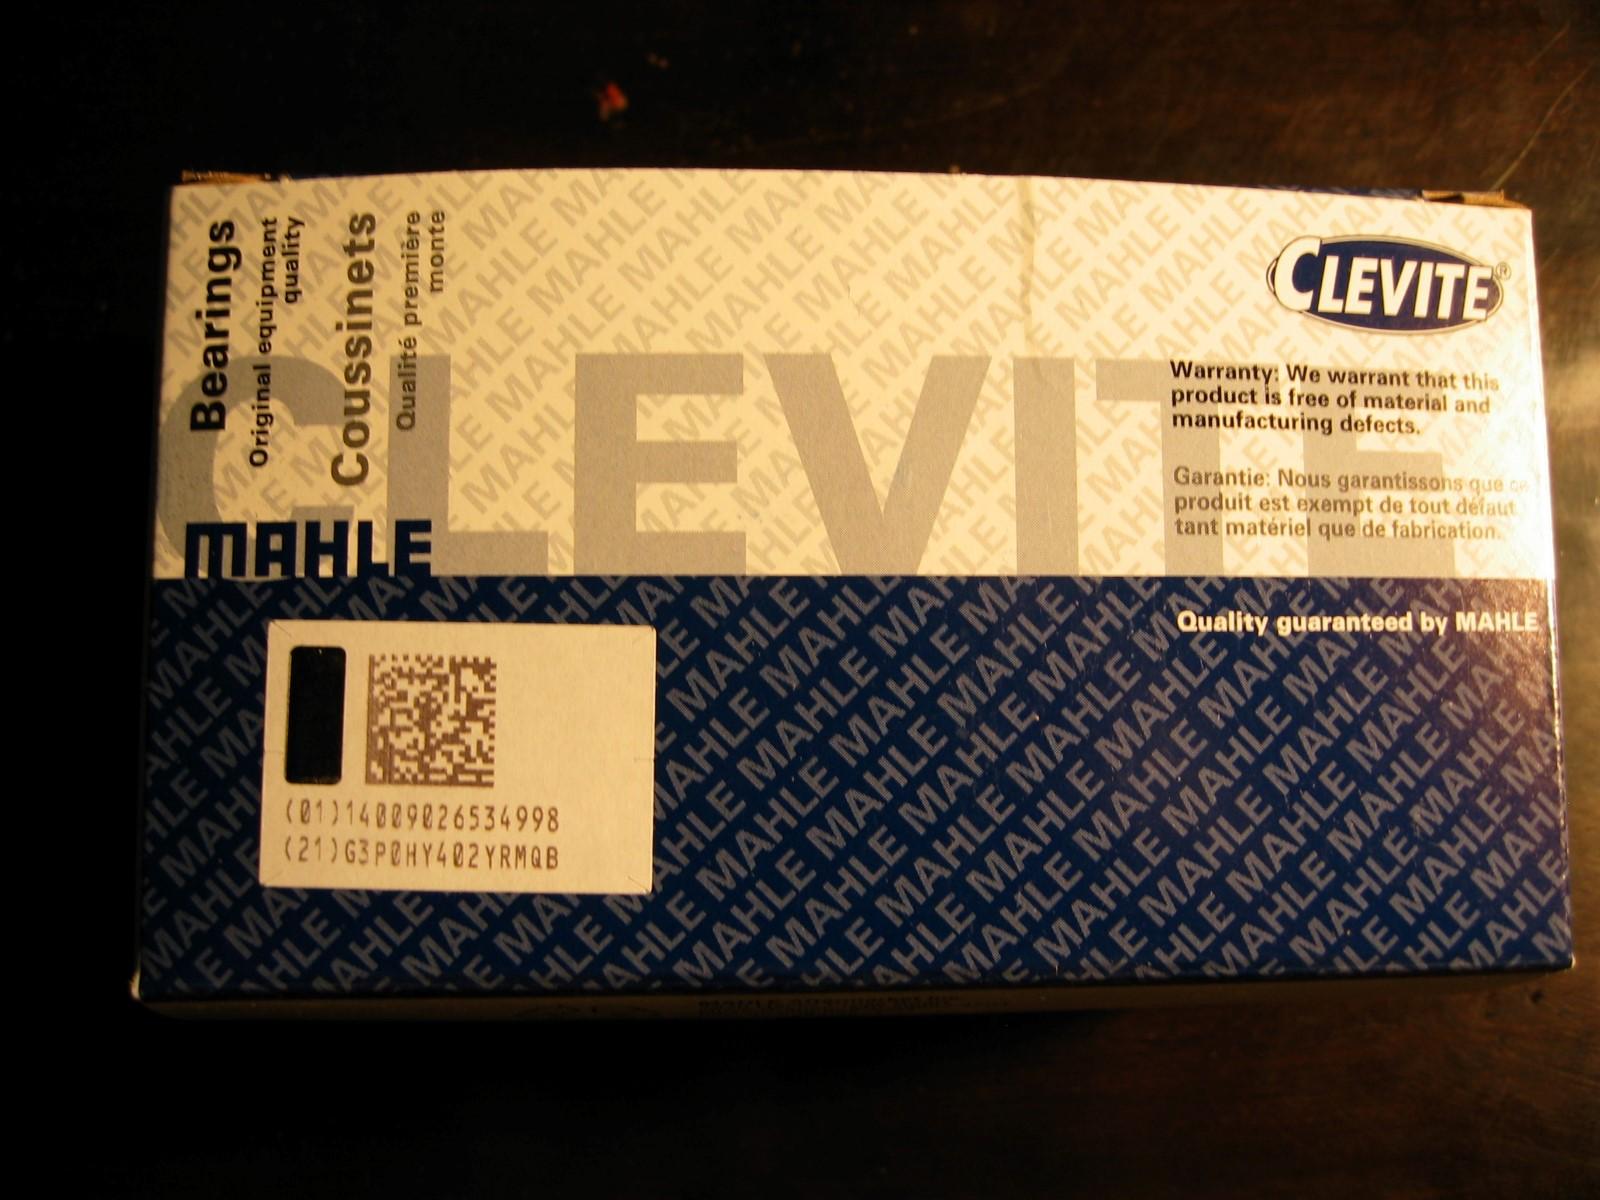 Bearings
Original equipment
quality
Coussinets
Qualité première
monte
MAHLE
CLEVITE
CLEVITE®
Warranty: We warrant that this
product is free of material and
manufacturing defects.
Garantie: Nous garantissons que ce
produit est exempt de tout défaut
tant matériel que de fabrication.
Quality guaranteed by MAHLE
(01)14009026534998
(21)G3P0HY402YRMQB